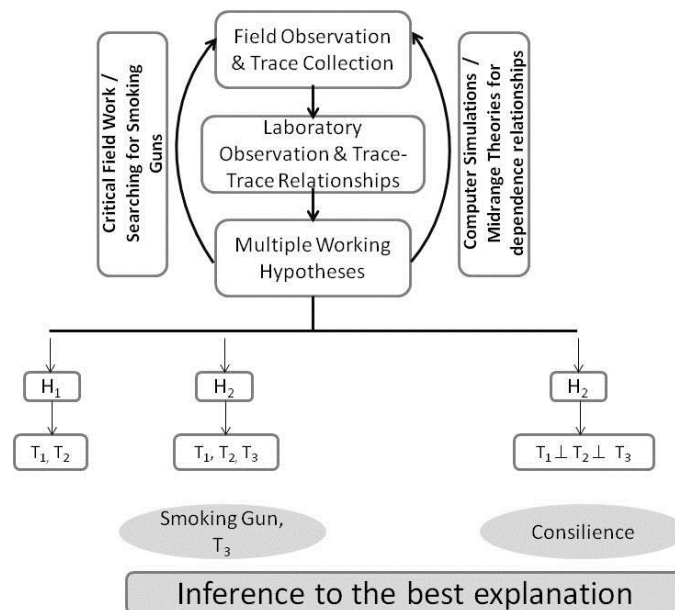 Field Observation
& Trace Collection
Critical Field Work /
Searching for Smoking
Guns
Computer Simulations /
Midrange Theories for
dependence relationships
Laboratory
Observation & Trace-
Trace Relationships
Multiple Working
Hypotheses
H₁
H₂
H₂
T₁, T₂
T₁, T₂, T₃
T₁ ⊥ T₂ ⊥ T₃
Smoking Gun,
T₃
Consilience
Inference to the best explanation